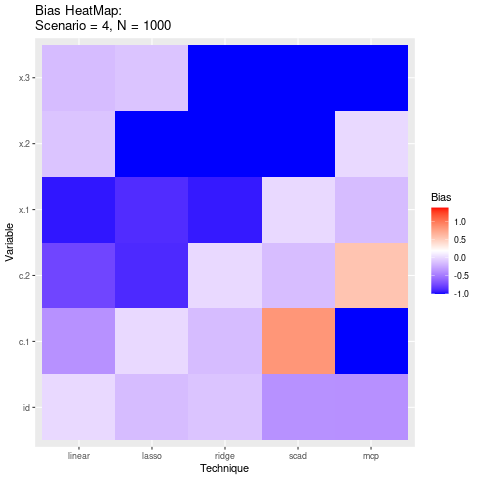 Bias HeatMap:
Scenario = 4, N = 1000
x.3
x.2
x.1
c.2
c.1
id
Variable
linear lasso ridge scad mcp
Technique
Bias
1.0
0.5
0.0
-0.5
-1.0